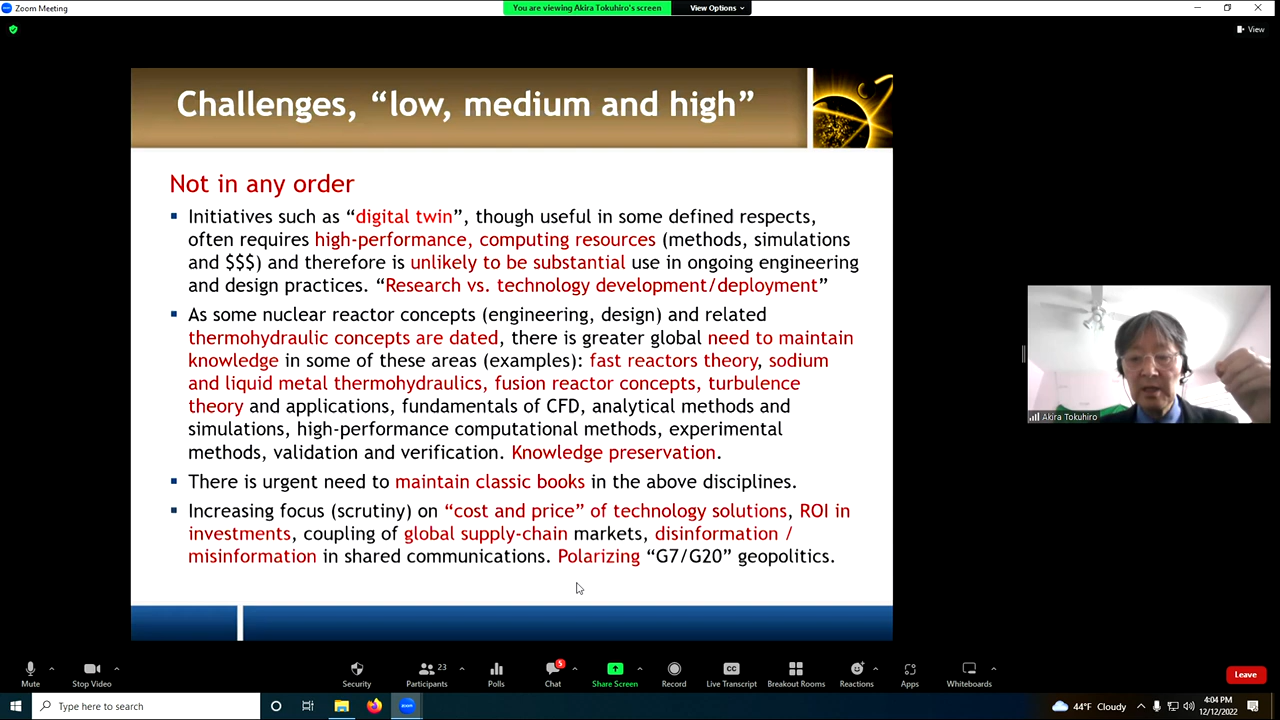 Zoom Meeting
You are viewing Akira Tokuhiro's screen
View Options
View
Challenges, “low, medium and high”
Not in any order
Initiatives such as “digital twin”, though useful in some defined respects,
often requires high-performance, computing resources (methods, simulations
and $$$) and therefore is unlikely to be substantial use in ongoing engineering
and design practices. “Research vs. technology development/deployment”
As some nuclear reactor concepts (engineering, design) and related
thermohydraulic concepts are dated, there is greater global need to maintain
knowledge in some of these areas (examples): fast reactors theory, sodium
and liquid metal thermohydraulics, fusion reactor concepts, turbulence
theory and applications, fundamentals of CFD, analytical methods and
simulations, high-performance computational methods, experimental
methods, validation and verification. Knowledge preservation.
There is urgent need to maintain classic books in the above disciplines.
Increasing focus (scrutiny) on “cost and price” of technology solutions, ROI in
investments, coupling of global supply-chain markets, disinformation /
misinformation in shared communications. Polarizing “G7/G20” geopolitics.
Akira Tokuhiro
Mute
Stop Video
Security
Participants 23
Polls
Chat 5
Share Screen
Record
CC Live Transcript
Breakout Rooms
Reactions
Apps
Whiteboards
Leave
Type here to search
44°F Cloudy
4:04 PM
12/12/2022